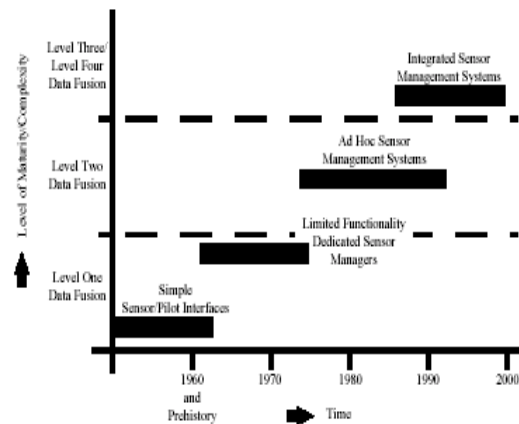 Level of Maturity/Complexity
Level Three/
Level Four
Data Fusion
Integrated Sensor
Management Systems
Level Two
Data Fusion
Ad Hoc Sensor
Management Systems
Limited Functionality
Dedicated Sensor
Managers
Level One
Data Fusion
Simple
Sensor/Pilot Interfaces
1960
and
Prehistory
1970
1980
1990
2000
Time